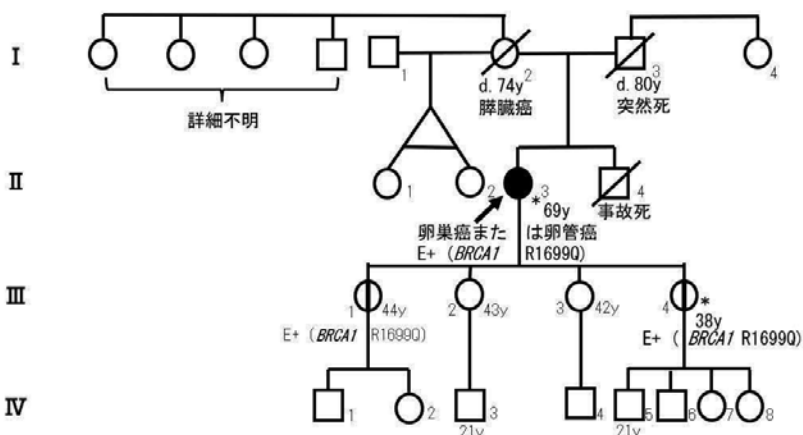 I
1
2
3
4
d. 74y
膵臓癌
d. 80y
突然死
詳細不明
II
1
2
3
4
* 69y
事故死
卵巣癌または卵管癌
E+ (BRCA1 R1699Q)
III
1
44y
2
43y
3
42y
4
*
38y
E+ (BRCA1 R1699Q)
E+ ( BRCA1 R1699Q)
IV
1
2
3
4
5
6
7
8
21y
21y